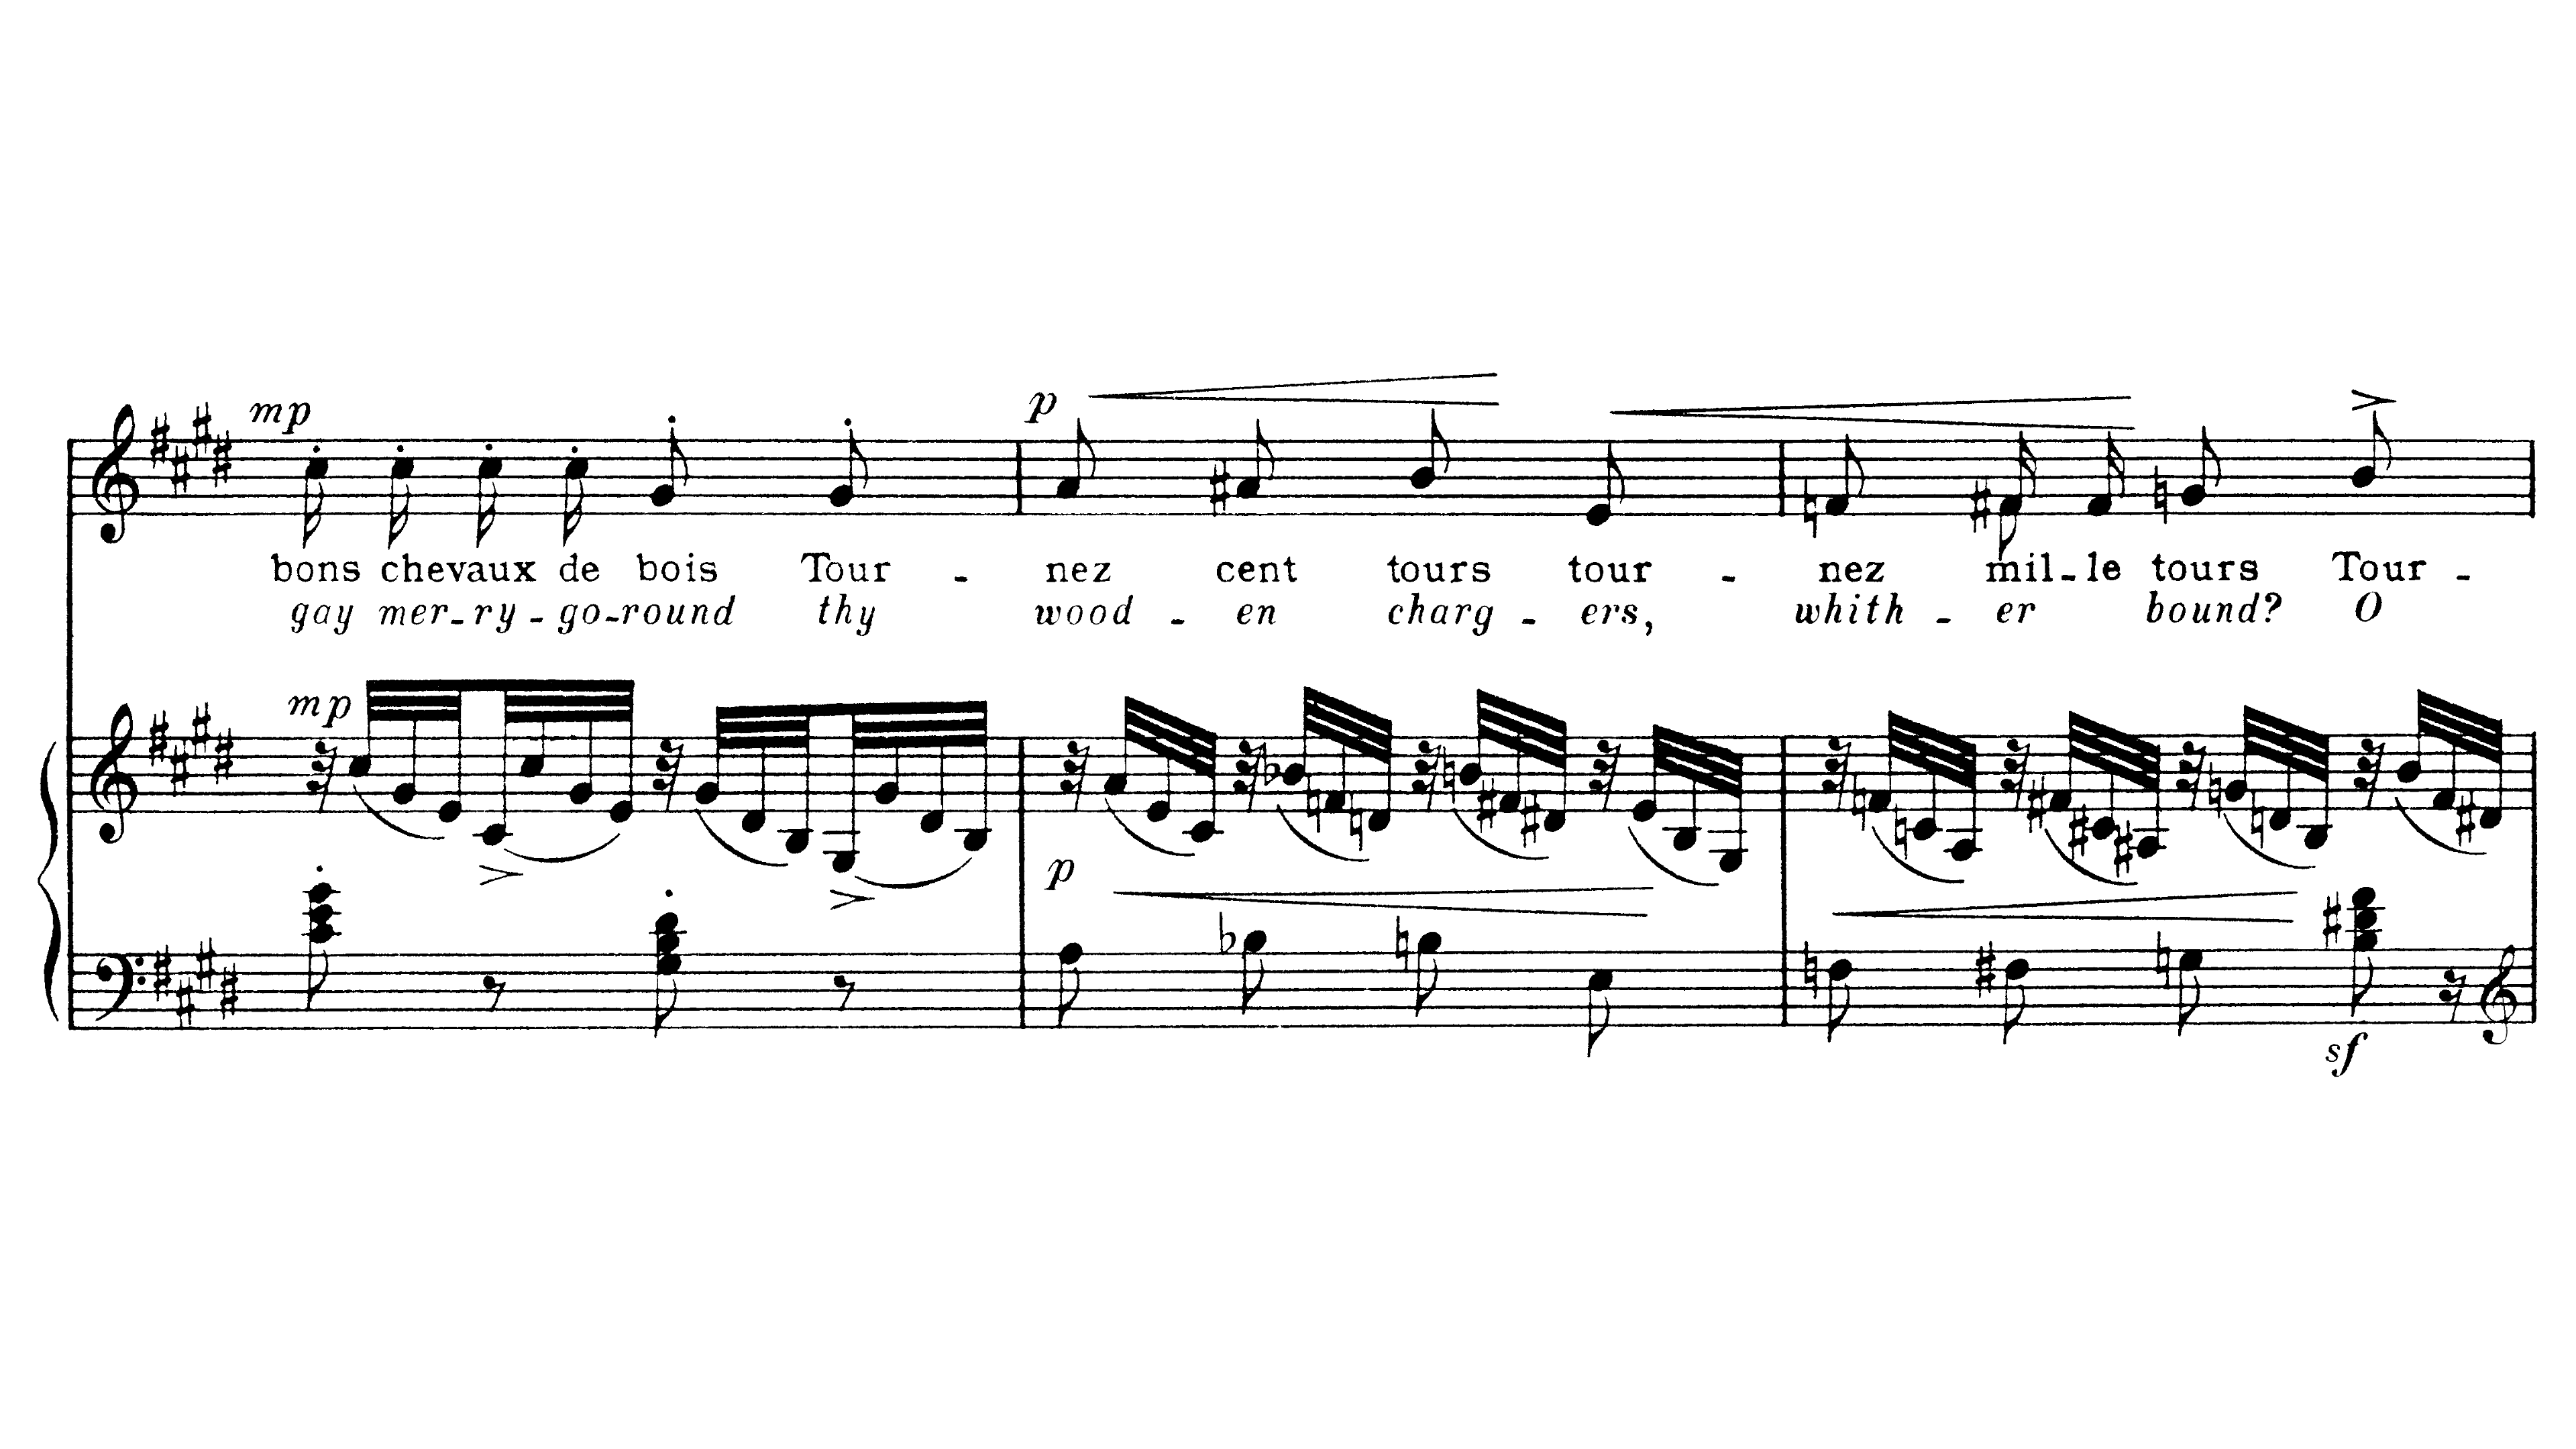 mp p
bons chevaux de bois Tour - nez cent tours tour - nez mil-le tours Tour -
gay mer-ry-go-round thy wood - en charg - ers, whith - er bound? O
mp
p
sf